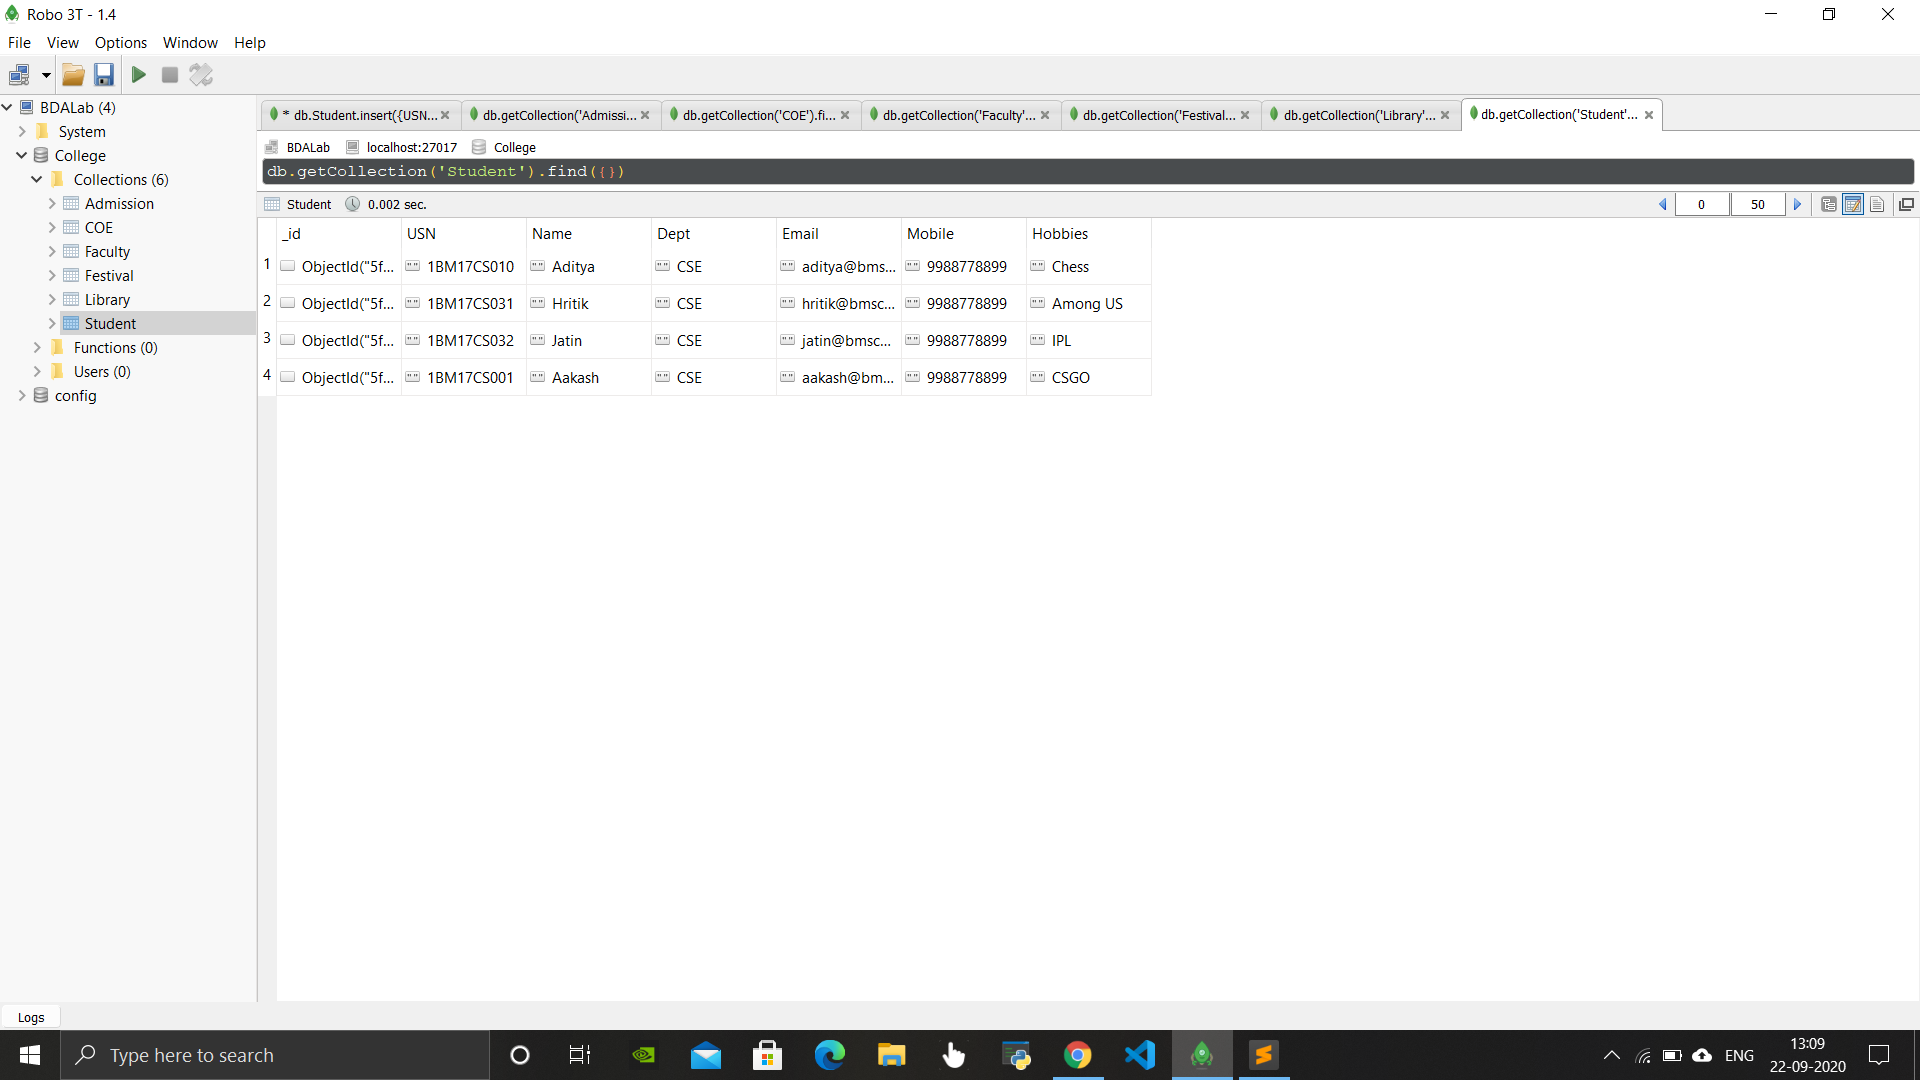 Robo 3T - 1.4
File View Options Window Help
BDALab (4)
System
College
Collections (6)
Admission
COE
Faculty
Festival
Library
Student
Functions (0)
Users (0)
config
* db.Student.insert({USN... db.getCollection('Admissi... db.getCollection('COE').fi... db.getCollection('Faculty'... db.getCollection('Festival... db.getCollection('Library'... db.getCollection('Student'...
BDALab localhost:27017 College
db.getCollection('Student').find({})
Student 0.002 sec. 0 50
_id USN Name Dept Email Mobile Hobbies
1 ObjectId("5f... "" 1BM17CS010 "" Aditya "" CSE "" aditya@bms... "" 9988778899 "" Chess
2 ObjectId("5f... "" 1BM17CS031 "" Hritik "" CSE "" hritik@bmsc... "" 9988778899 "" Among US
3 ObjectId("5f... "" 1BM17CS032 "" Jatin "" CSE "" jatin@bmsc... "" 9988778899 "" IPL
4 ObjectId("5f... "" 1BM17CS001 "" Aakash "" CSE "" aakash@bm... "" 9988778899 "" CSGO
Logs
Type here to search
ENG
13:09
22-09-2020